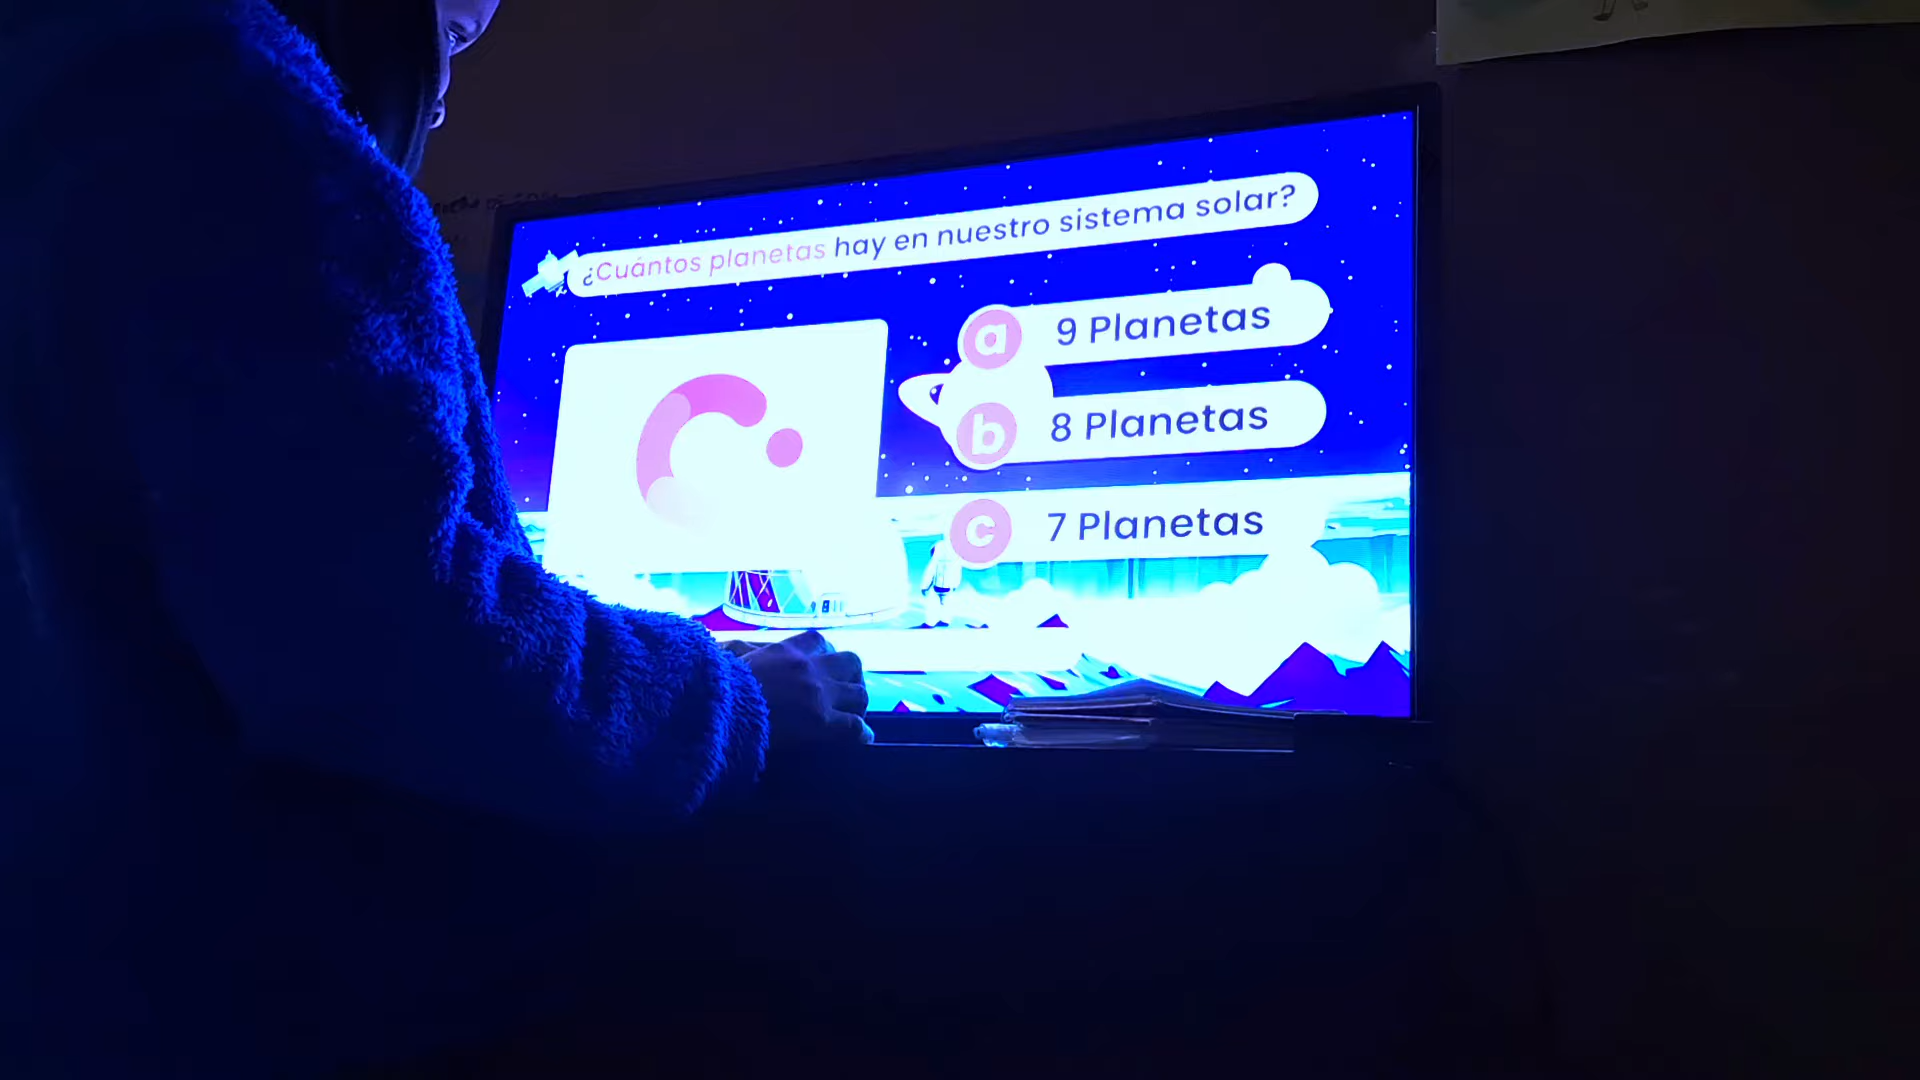 ¿Cuántos planetas hay en nuestro sistema solar?
a 9 Planetas
b 8 Planetas
c 7 Planetas